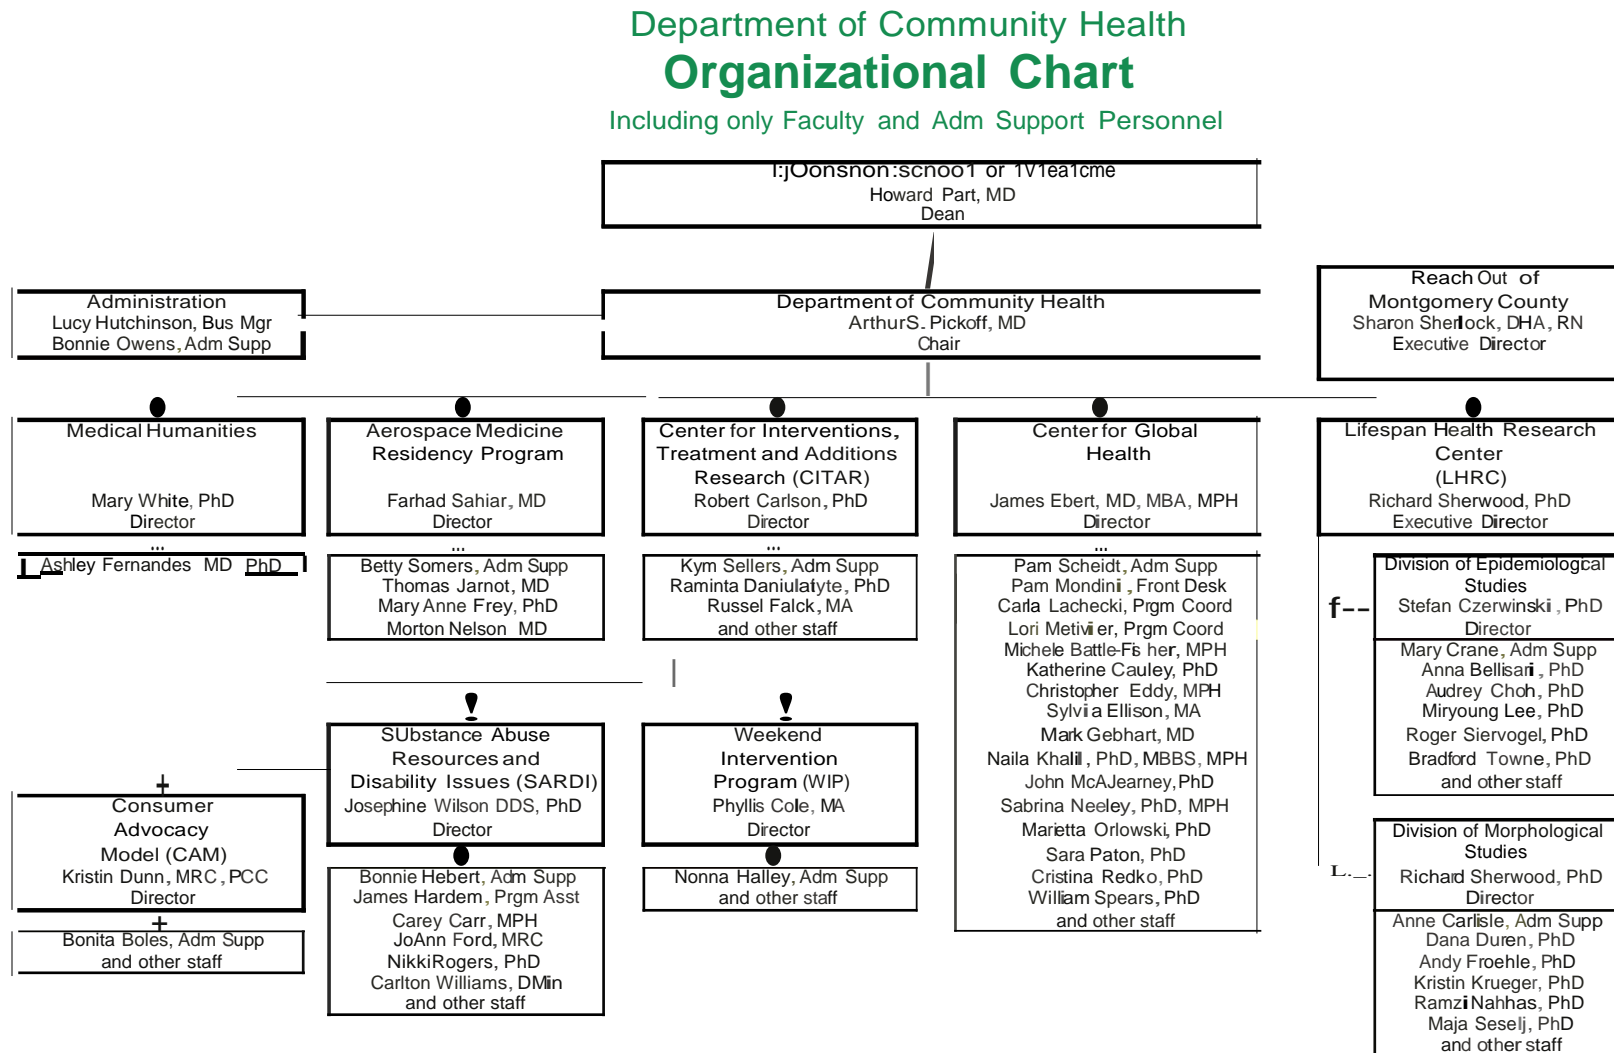 Department of Community Health
Organizational Chart
Including only Faculty and Adm Support Personnel
Howard Part, MD
Dean
Administration
Lucy Hutchinson, Bus Mgr
Bonnie Owens, Adm Supp
Department of Community Health
ArthurS. Pickoff, MD
Chair
Reach Out of
Montgomery County
Sharon Sherlock, DHA, RN
Executive Director
Medical Humanities
Mary White, PhD
Director
...
Ashley Fernandes MD PhD
Aerospace Medicine
Residency Program
Farhad Sahiar, MD
Director
...
Betty Somers, Adm Supp
Thomas Jarnot, MD
Mary Anne Frey, PhD
Morton Nelson MD
Center for Interventions,
Treatment and Additions
Research (CITAR)
Robert Carlson, PhD
Director
...
Kym Sellers, Adm Supp
Raminta Daniulatyte, PhD
Russel Falck, MA
and other staff
Center for Global
Health
James Ebert, MD, MBA, MPH
Director
...
Pam Scheidt, Adm Supp
Pam Mondini, Front Desk
Carla Lachecki, Prgm Coord
Lori Metivier, Prgm Coord
Michele Battle-Fisher, MPH
Katherine Cauley, PhD
Christopher Eddy, MPH
Sylvia Ellison, MA
Mark Gebhart, MD
Naila Khalil, PhD, MBBS, MPH
John McAJearney, PhD
Sabrina Neeley, PhD, MPH
Marietta Orlowski, PhD
Sara Paton, PhD
Cristina Redko, PhD
William Spears, PhD
and other staff
Lifespan Health Research
Center
(LHRC)
Richard Sherwood, PhD
Executive Director
Division of Epidemiological
Studies
Stefan Czerwinski, PhD
Director
Mary Crane, Adm Supp
Anna Bellisari, PhD
Audrey Choh, PhD
Miryoung Lee, PhD
Roger Siervogel, PhD
Bradford Towne, PhD
and other staff
Division of Morphological
Studies
Richard Sherwood, PhD
Director
Anne Carlisle, Adm Supp
Dana Duren, PhD
Andy Froehle, PhD
Kristin Krueger, PhD
Ramzi Nahhas, PhD
Maja Seselj, PhD
and other staff
SUbstance Abuse
Resources and
Disability Issues (SARDI)
Josephine Wilson DDS, PhD
Director
Bonnie Hebert, Adm Supp
James Hardem, Prgm Asst
Carey Carr, MPH
JoAnn Ford, MRC
NikkiRogers, PhD
Carlton Williams, DMin
and other staff
Weekend
Intervention
Program (WIP)
Phyllis Cole, MA
Director
Nonna Halley, Adm Supp
and other staff
Consumer
Advocacy
Model (CAM)
Kristin Dunn, MRC, PCC
Director
Bonita Boles, Adm Supp
and other staff